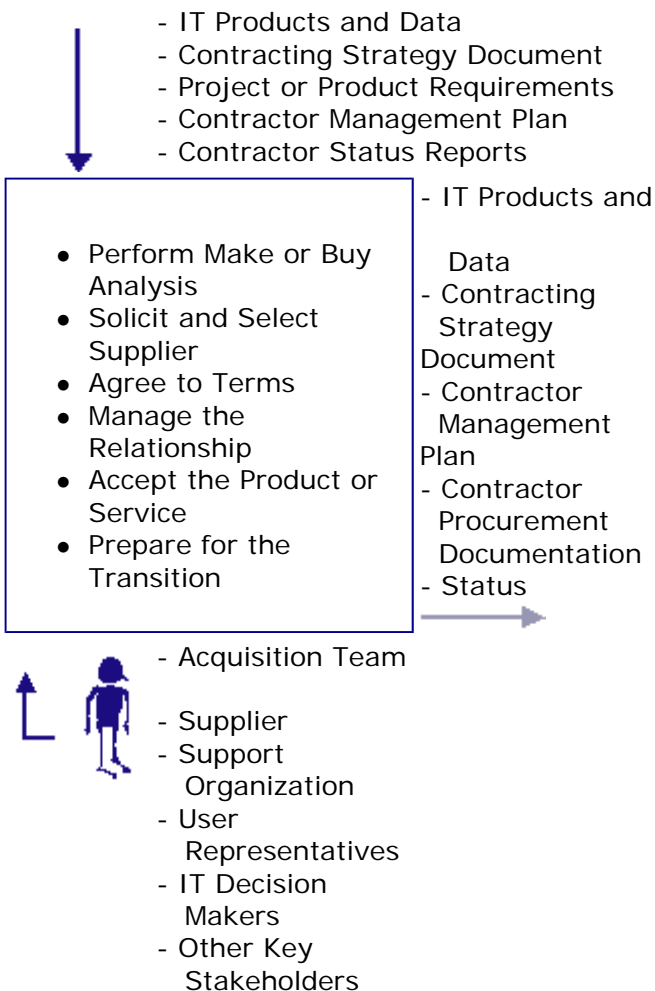 - IT Products and Data
- Contracting Strategy Document
- Project or Product Requirements
- Contractor Management Plan
- Contractor Status Reports
● Perform Make or Buy
Analysis
● Solicit and Select
Supplier
● Agree to Terms
● Manage the
Relationship
● Accept the Product or
Service
● Prepare for the
Transition
- IT Products and
Data
- Contracting
Strategy
Document
- Contractor
Management
Plan
- Contractor
Procurement
Documentation
- Status
- Acquisition Team
- Supplier
- Support
Organization
- User
Representatives
- IT Decision
Makers
- Other Key
Stakeholders